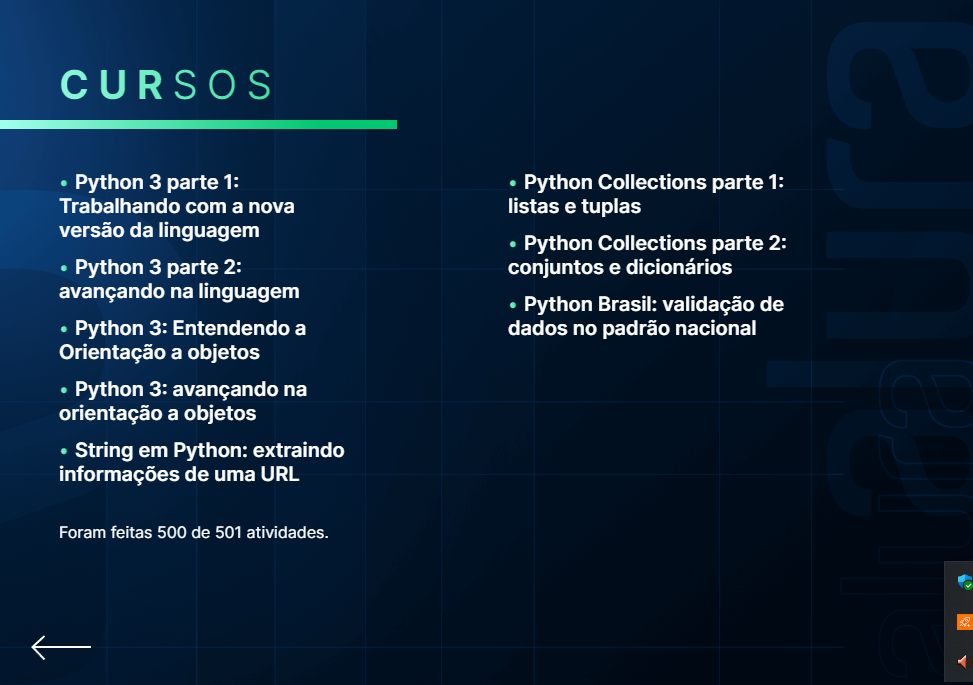 CURSOS
• Python 3 parte 1:
Trabalhando com a nova
versão da linguagem
• Python 3 parte 2:
avançando na linguagem
• Python 3: Entendendo a
Orientação a objetos
• Python 3: avançando na
orientação a objetos
• String em Python: extraindo
informações de uma URL
Foram feitas 500 de 501 atividades.
• Python Collections parte 1:
listas e tuplas
• Python Collections parte 2:
conjuntos e dicionários
• Python Brasil: validação de
dados no padrão nacional
alura
alura